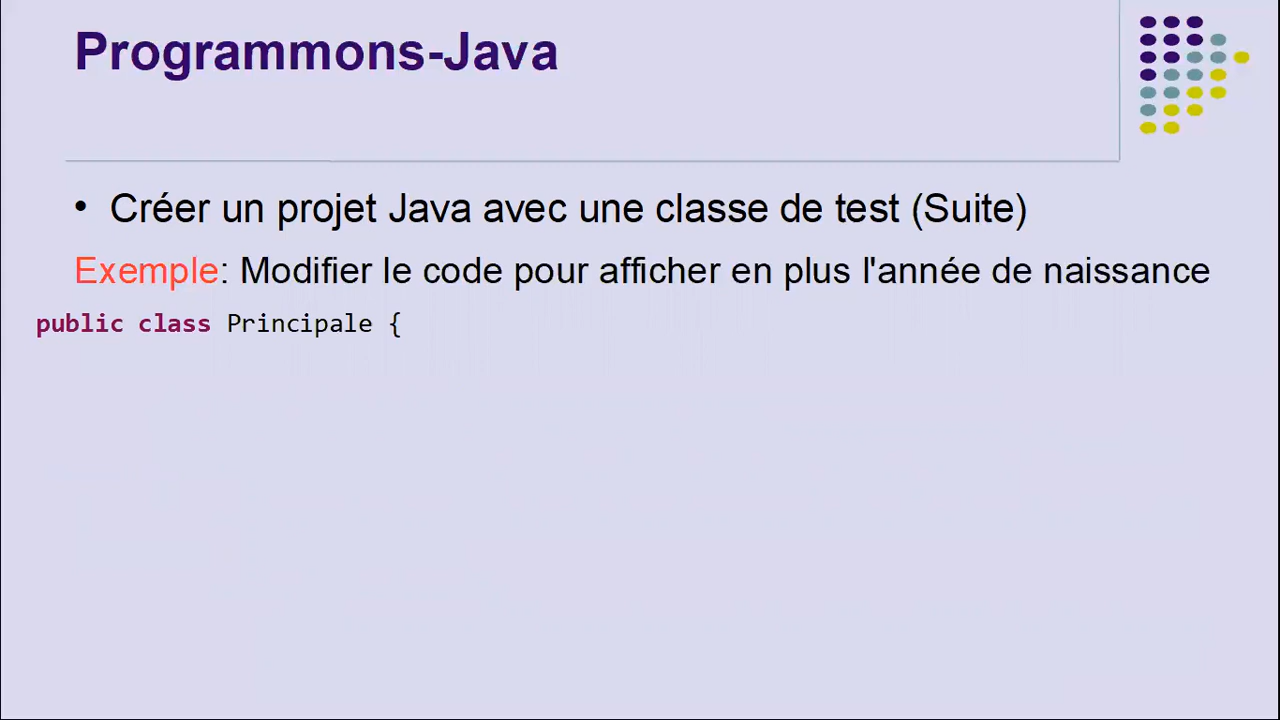 Programmons-Java
• Créer un projet Java avec une classe de test (Suite)
Exemple: Modifier le code pour afficher en plus l'année de naissance
public class Principale {